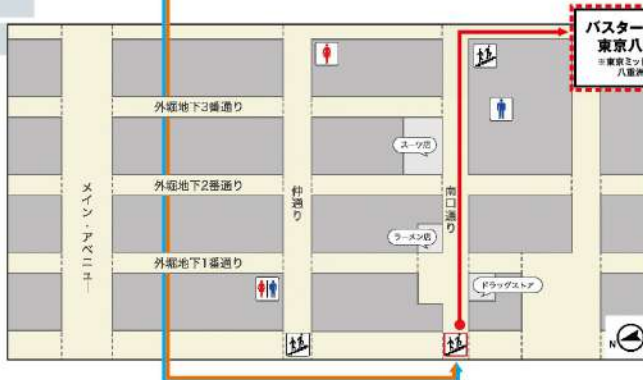 バスター
東京八
※東京ミッド
八重洲
外堀地下3番通り
スーツ店
外堀地下2番通り
メイン・アベニュー
仲通り
南口通り
ラーメン店
外堀地下1番通り
ドラッグストア
N